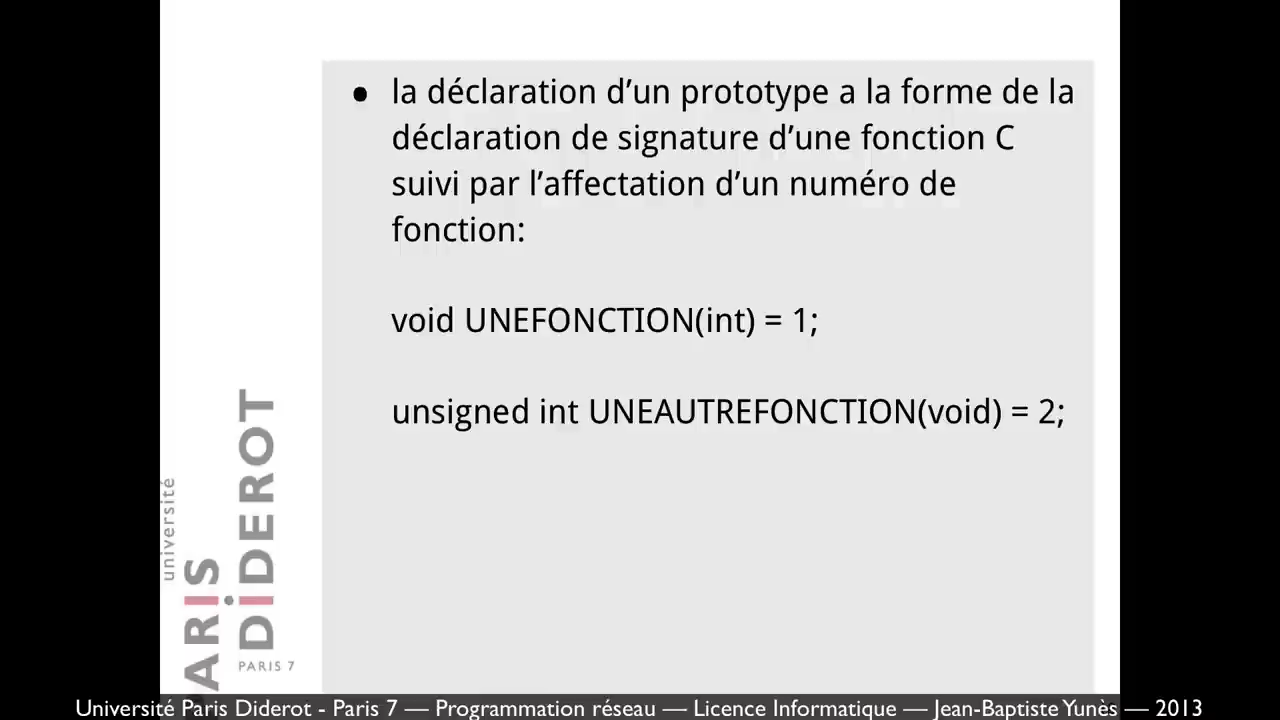 la déclaration d’un prototype a la forme de la
déclaration de signature d’une fonction C
suivi par l’affectation d’un numéro de
fonction:
void UNEFONCTION(int) = 1;
unsigned int UNEAUTREFONCTION(void) = 2;
université
PARIS
DiDEROT
PARIS 7
Université Paris Diderot - Paris 7 — Programmation réseau — Licence Informatique — Jean-Baptiste Yunès — 2013